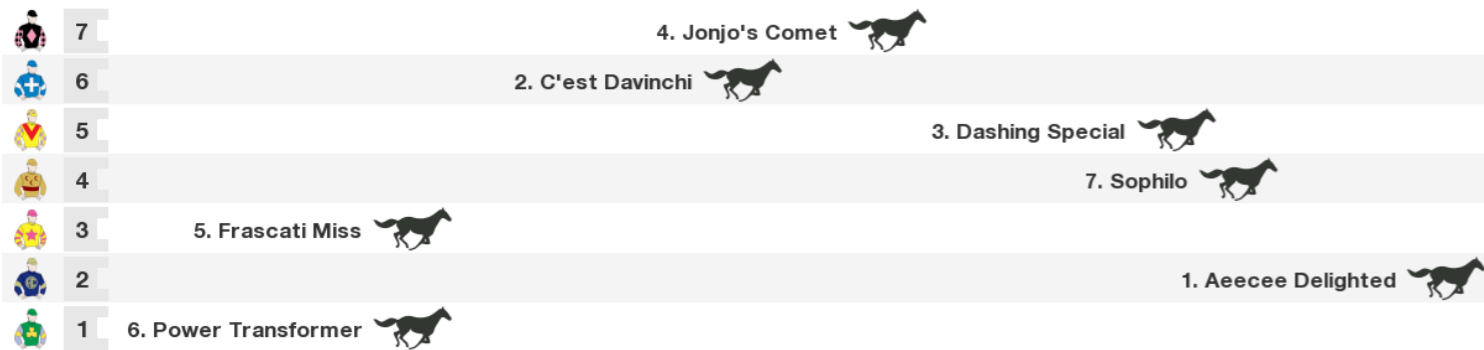 7 4. Jonjo's Comet
6 2. C'est Davinchi
5 3. Dashing Special
4 7. Sophilo
3 5. Frascati Miss
2 1. Aeecee Delighted
1 6. Power Transformer